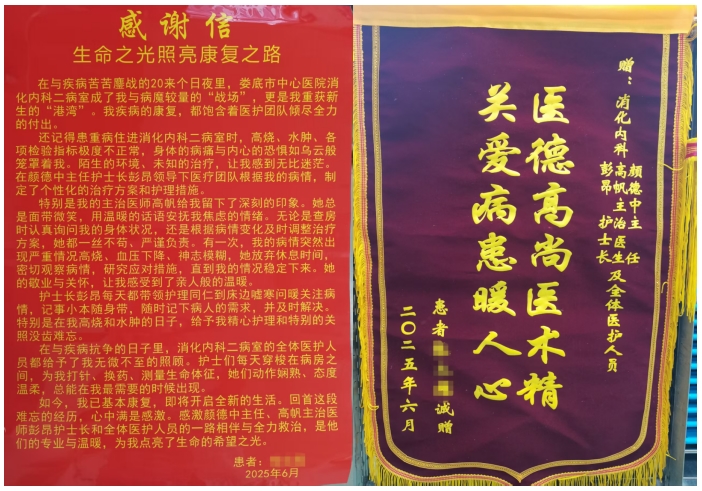 感谢信
生命之光照亮康复之路
在与疾病苦苦鏖战的20来个日夜里，娄底市中心医院消
化内科二病室成了我与病魔较量的“战场”，更是我重获新
生的“港湾”。我疾病的康复，都饱含着医护团队倾尽全力
的付出。
还记得患重病住进消化内科二病室时，高烧、水肿、各
项检验指标极度不正常，身体的病痛与内心的恐惧如乌云般
笼罩着我。陌生的环境、未知的治疗，让我感到无比迷茫。
在颜德中主任护士长彭昂领导下医疗团队根据我的病情，制
定了个性化的治疗方案和护理措施。
特别是我的主治医师高帆给我留下了深刻的印象。她总
是面带微笑，用温暖的话语安抚我焦虑的情绪。无论是查房
时认真询问我的身体状况，还是根据病情变化及时调整治疗
方案，她都一丝不苟、严谨负责。有一次，我的病情突然出
现严重情况高烧、血压下降、神志模糊，她放弃休息时间，
密切观察病情，研究应对措施，直到我的情况稳定下来。她
的敬业与关怀，让我感受到了亲人般的温暖。
护士长彭昂每天都带领护理同仁到床边嘘寒问暖关注病
情，记事小本随身带，随时记下病人的需求，并及时解决。
特别是在我高烧和水肿的日子，给予我精心护理和特别的关
照没齿难忘。
在与疾病抗争的日子里，消化内科二病室的全体医护人
员都给予了我无微不至的照顾。护士们每天穿梭在病房之
间，为我打针、换药、测量生命体征，她们动作娴熟、态度
温柔，总能在我最需要的时候出现。
如今，我已基本康复，即将开启全新的生活。回首这段
难忘的经历，心中满是感激。感激颜德中主任、高帆主治医
师彭昂护士长和全体医护人员的一路相伴与全力救治，是他
们的专业与温暖，为我点亮了生命的希望之光。
患者：
2025年6月
赠：消化内科
颜德中主任
高帆主治医生
彭昂护士长
及全体医护人员
医德高尚医术精
关爱病患暖人心
患者
诚赠
二〇二五年六月